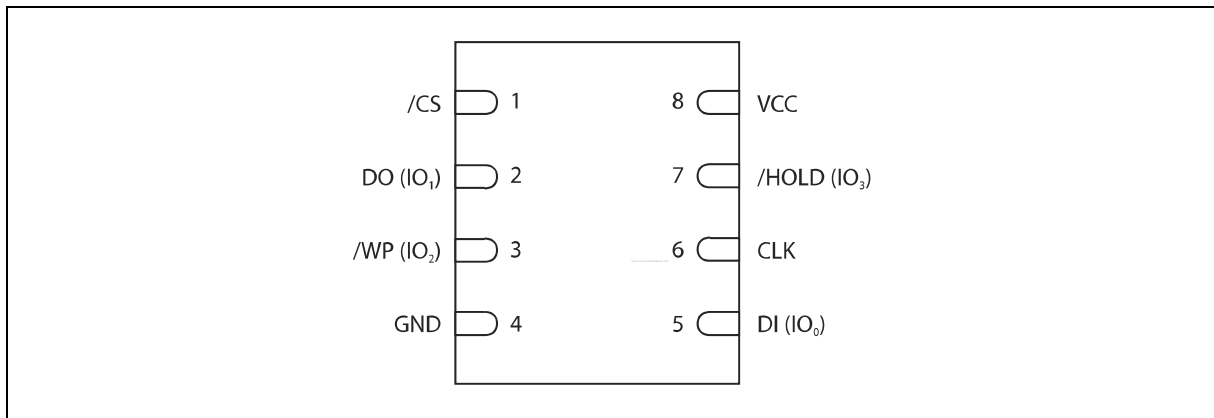 /CS 1 8 VCC
DO (IO₁) 2 7 /HOLD (IO₃)
/WP (IO₂) 3 6 CLK
GND 4 5 DI (IO₀)